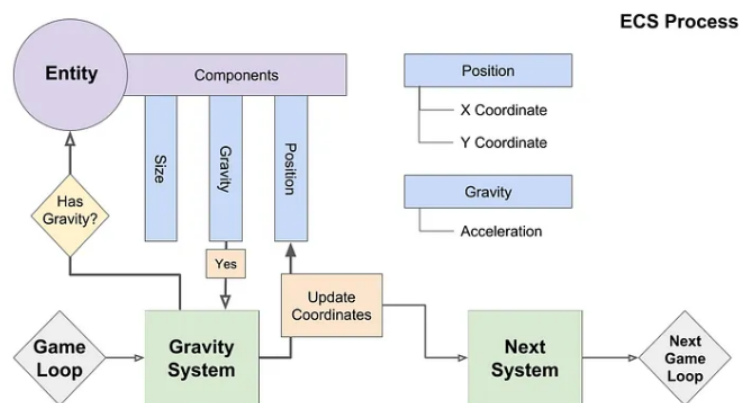 ECS Process
Entity
Components
Size
Gravity
Position
Position
X Coordinate
Y Coordinate
Gravity
Acceleration
Has
Gravity?
Yes
Update
Coordinates
Game
Loop
Gravity
System
Next
System
Next
Game
Loop